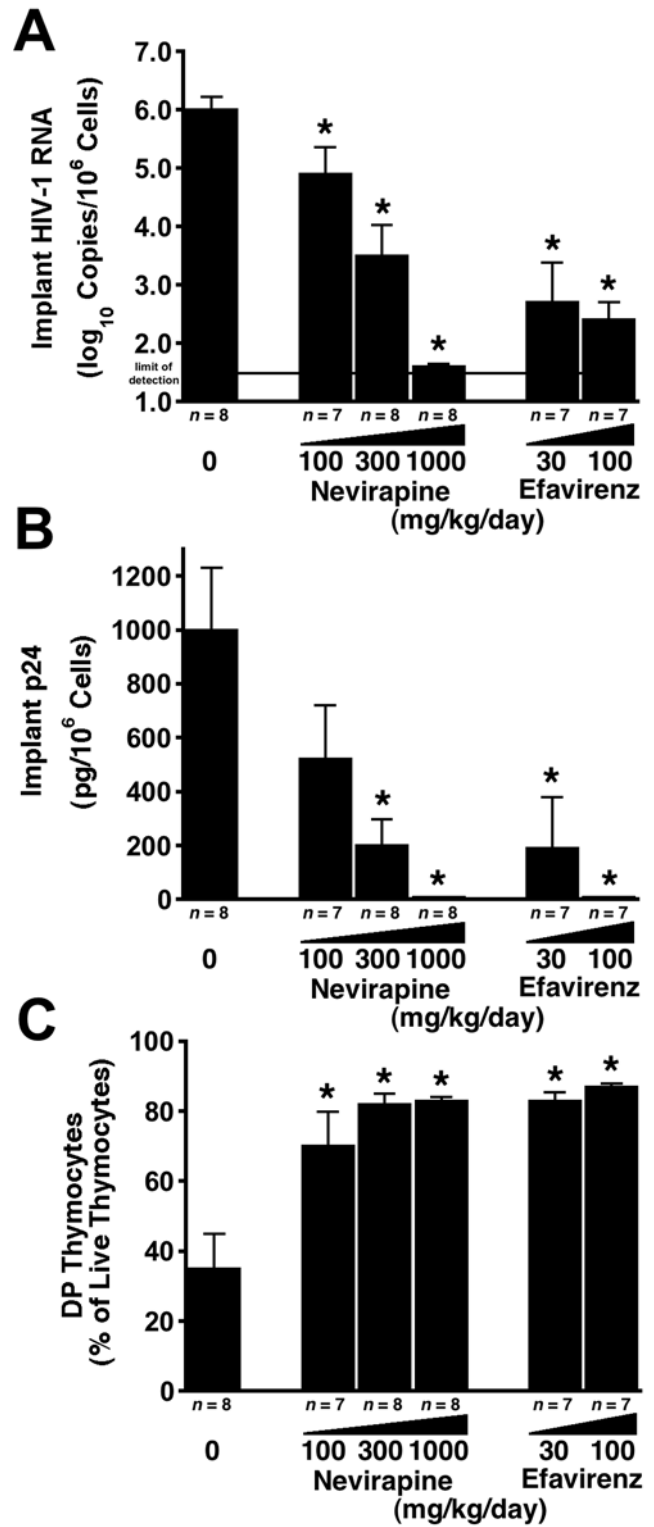 A
Implant HIV-1 RNA
(log10 Copies/10^6 Cells)
7.0
6.0
5.0
4.0
3.0
2.0
1.0
limit of
detection
* * * * *
n = 8 n = 7 n = 8 n = 8 n = 7 n = 7
0 100 300 1000 30 100
Nevirapine Efavirenz
(mg/kg/day)
B
Implant p24
(pg/10^6 Cells)
1200
1000
800
600
400
200
0
* * * *
n = 8 n = 7 n = 8 n = 8 n = 7 n = 7
0 100 300 1000 30 100
Nevirapine Efavirenz
(mg/kg/day)
C
DP Thymocytes
(% of Live Thymocytes)
100
80
60
40
20
0
* * * * *
n = 8 n = 7 n = 8 n = 8 n = 7 n = 7
0 100 300 1000 30 100
Nevirapine Efavirenz
(mg/kg/day)